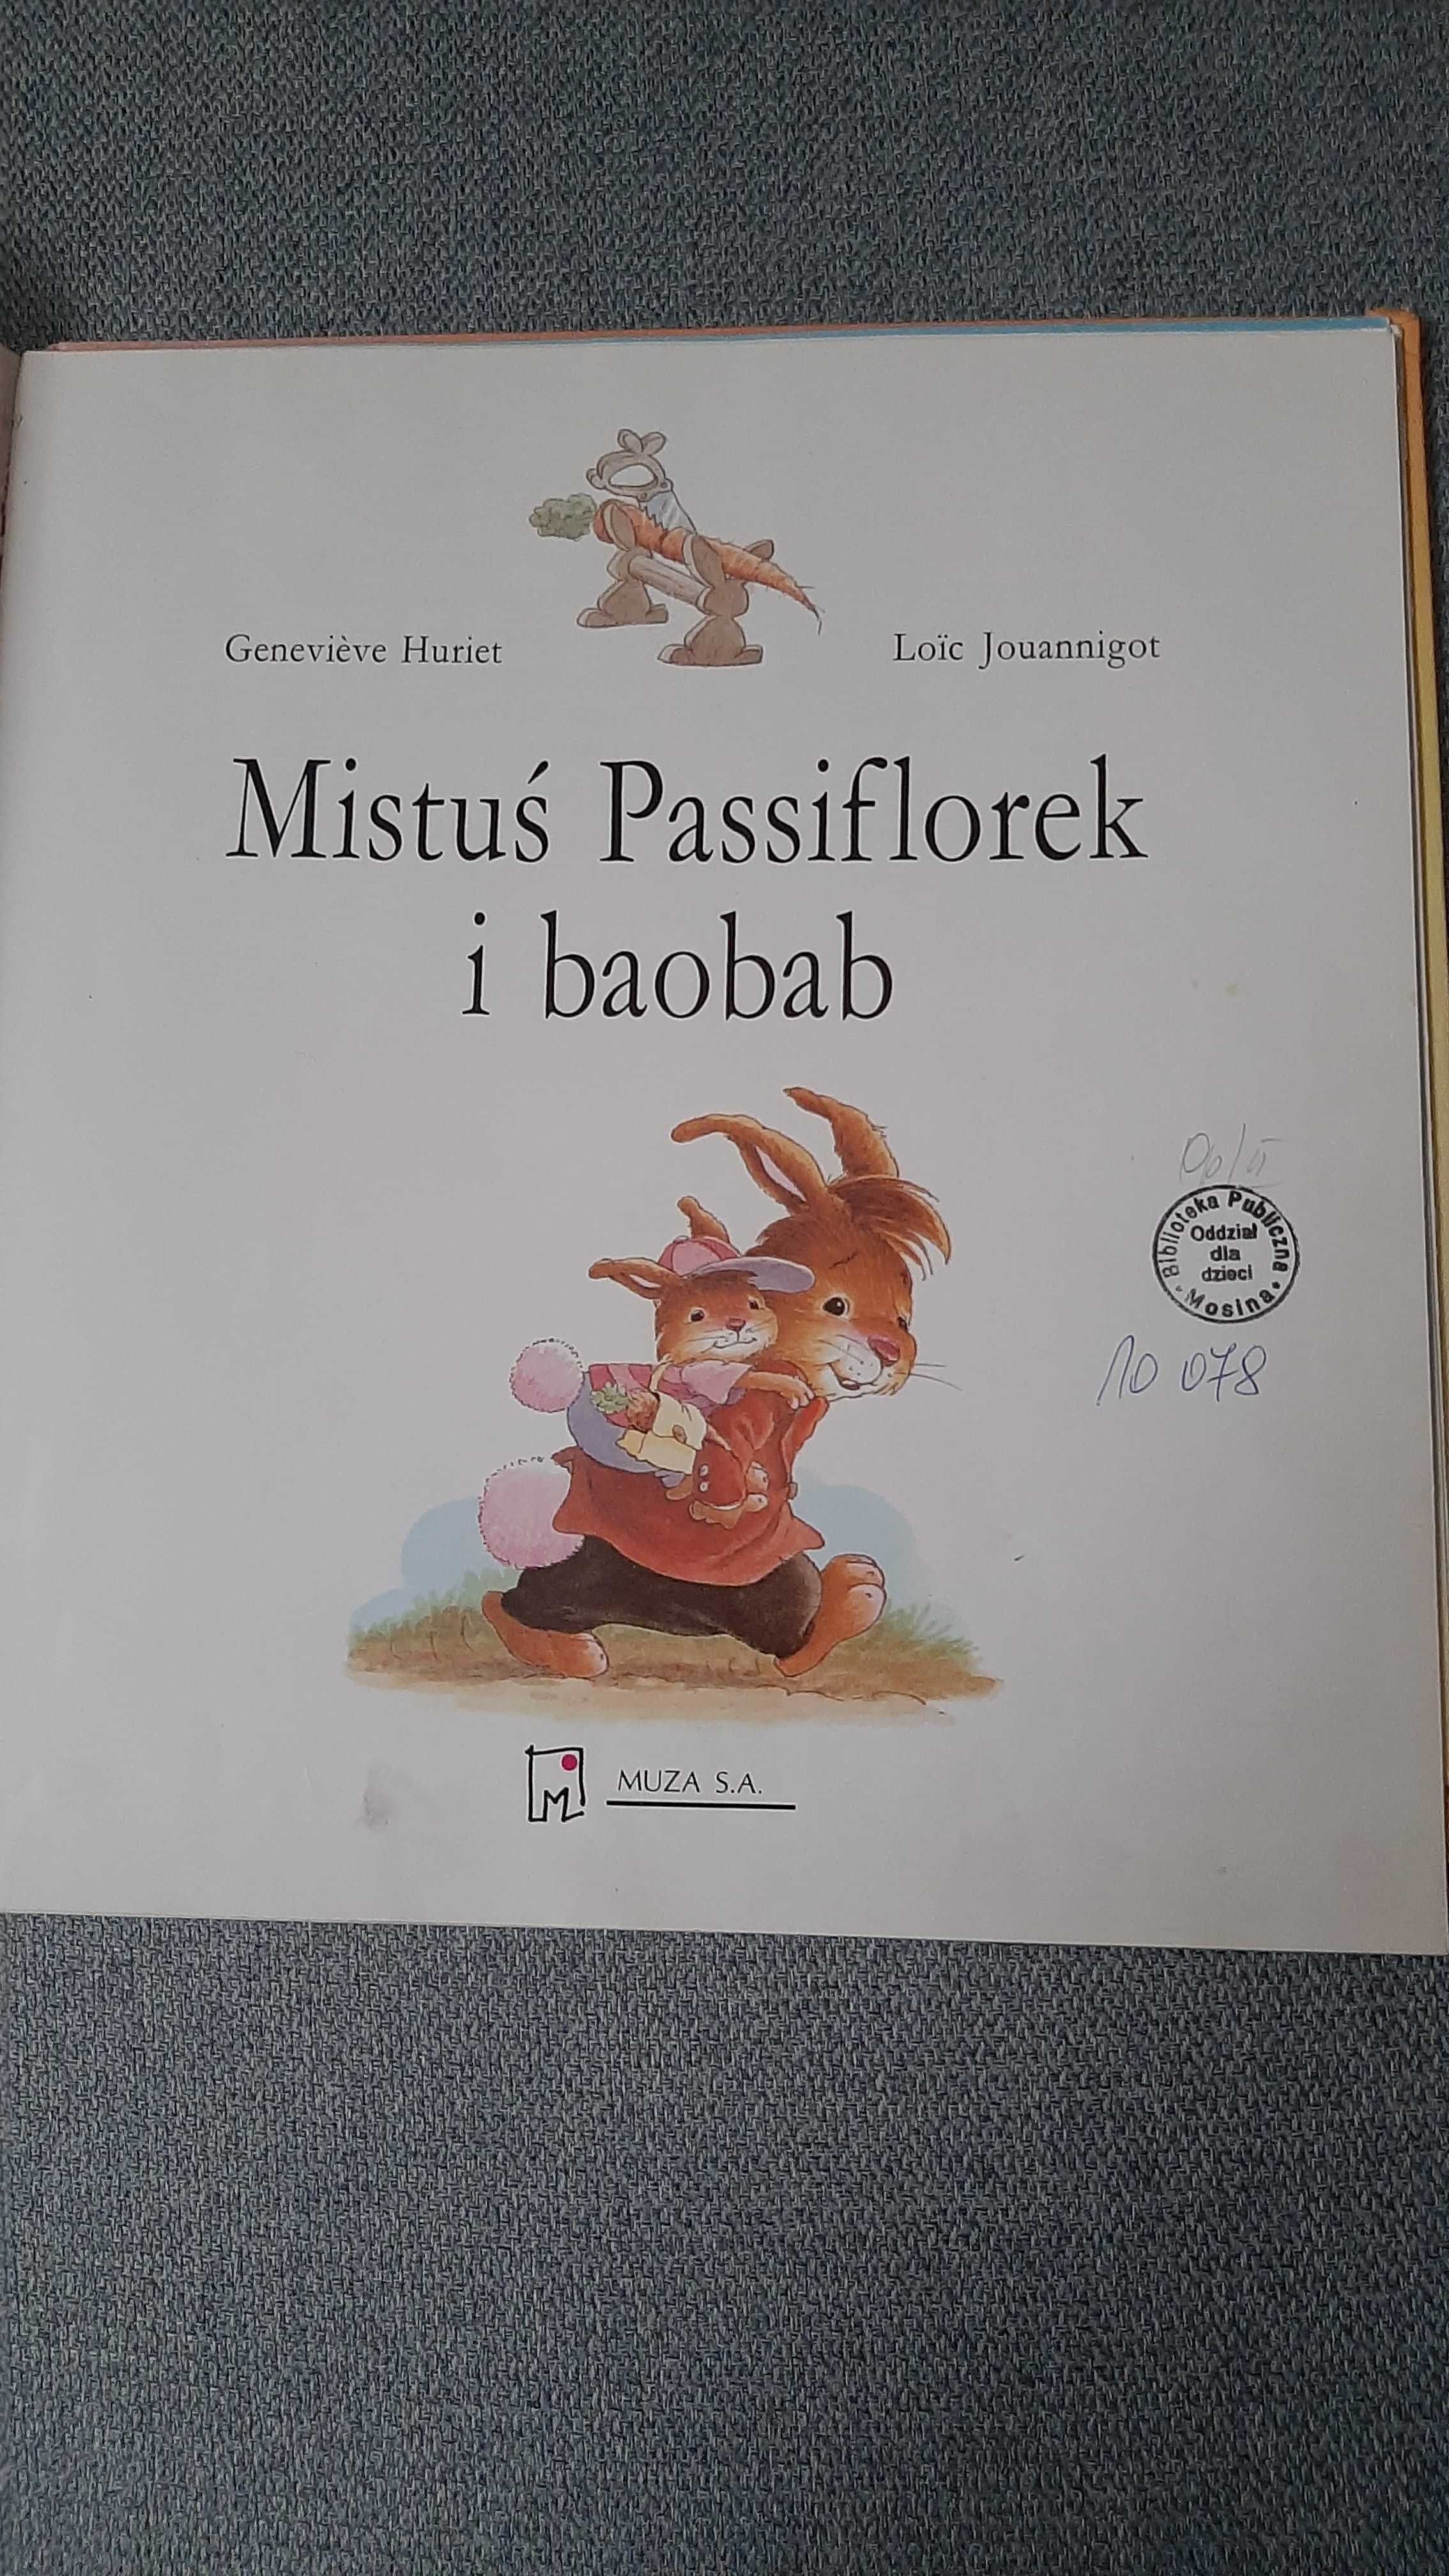 Geneviève Huriet
Loïc Jouannigot
Mistuś Passiflorek
i baobab
Biblioteka Publiczna
Oddział
dla
dzieci
Mosina
10 078
MUZA S.A.